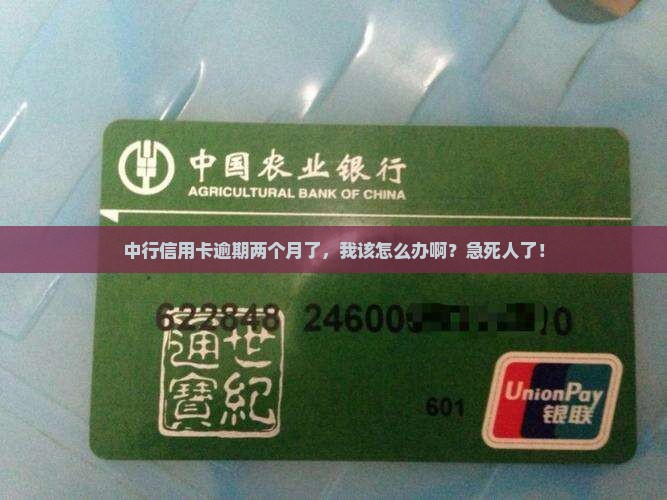 中国农业银行
AGRICULTURAL BANK OF CHINA
中行信用卡逾期两个月了，我该怎么办啊？急死人了！
622848 24600
0
世紀
通寳
601
UnionPay
银联